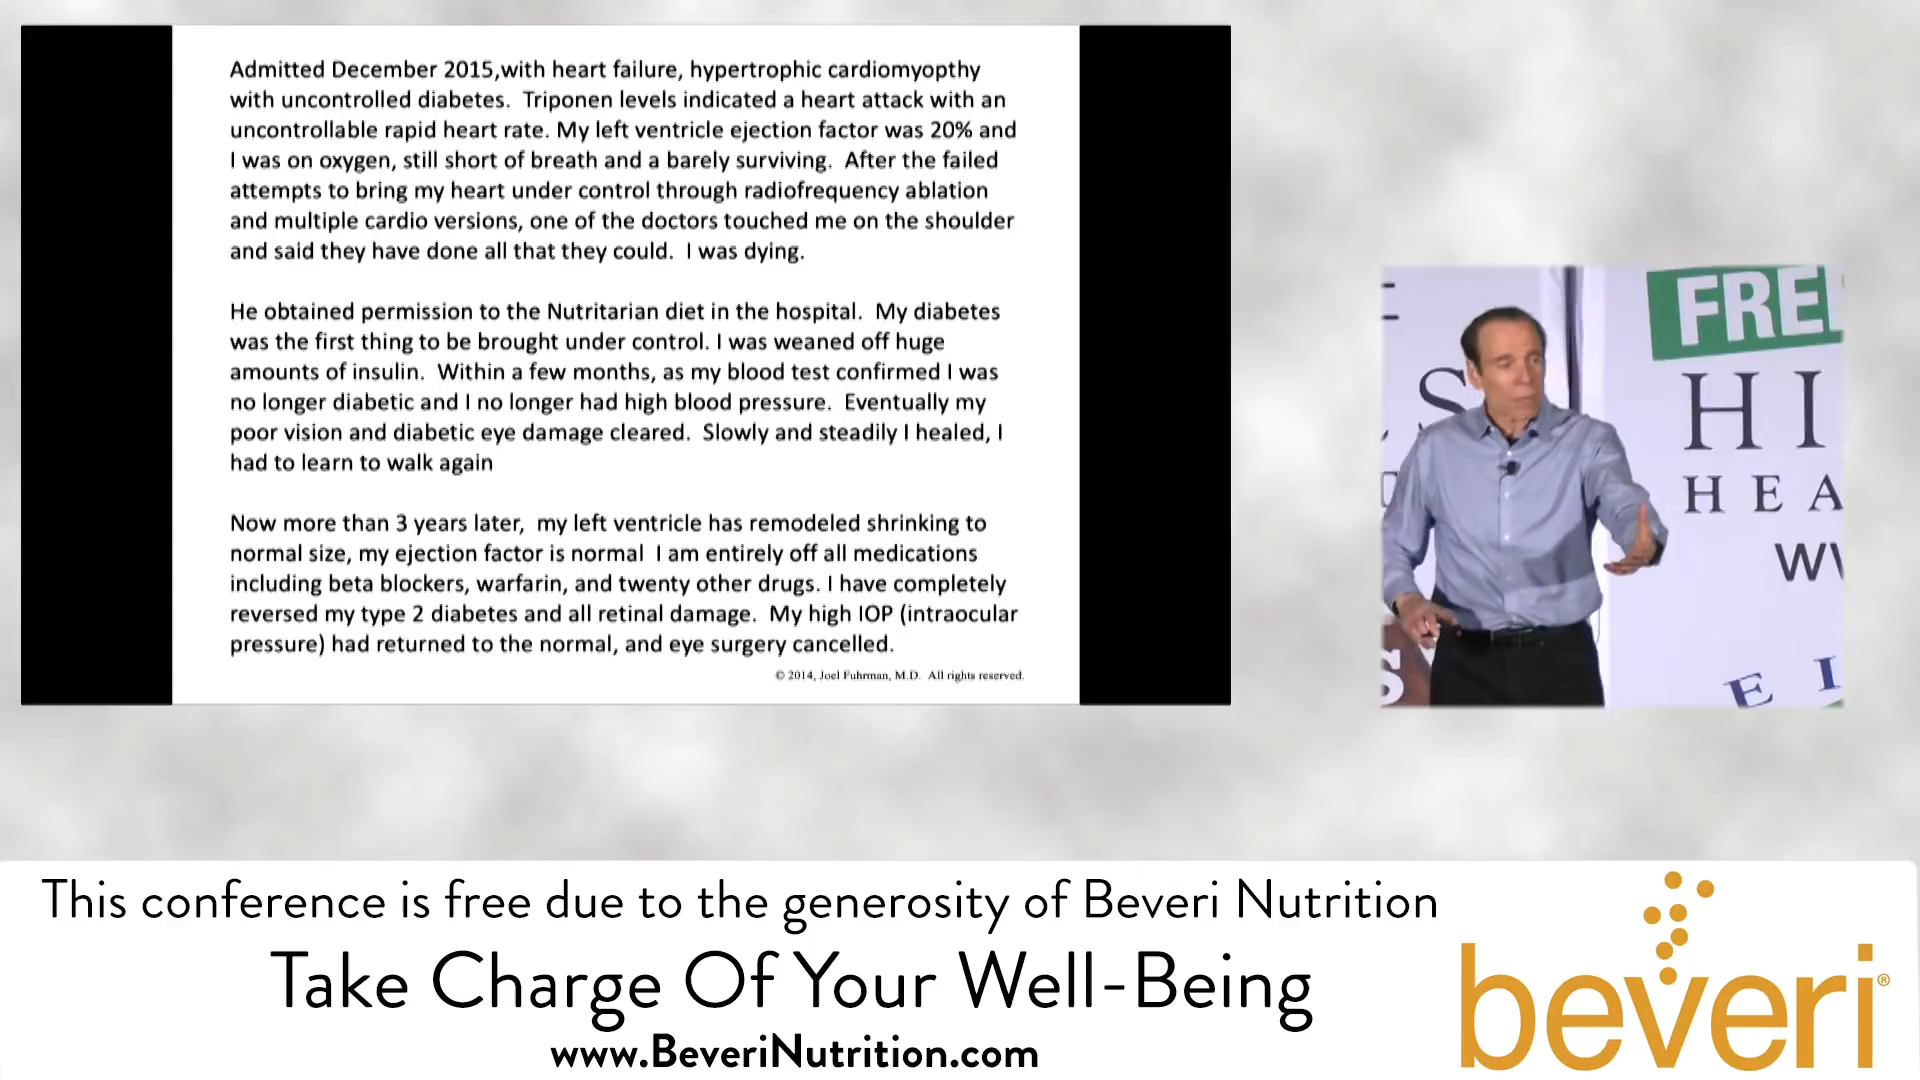 Admitted December 2015,with heart failure, hypertrophic cardiomyopthy
with uncontrolled diabetes.  Triponen levels indicated a heart attack with an
uncontrollable rapid heart rate. My left ventricle ejection factor was 20% and
I was on oxygen, still short of breath and a barely surviving.  After the failed
attempts to bring my heart under control through radiofrequency ablation
and multiple cardio versions, one of the doctors touched me on the shoulder
and said they have done all that they could.  I was dying.
He obtained permission to the Nutritarian diet in the hospital.  My diabetes
was the first thing to be brought under control. I was weaned off huge
amounts of insulin.  Within a few months, as my blood test confirmed I was
no longer diabetic and I no longer had high blood pressure.  Eventually my
poor vision and diabetic eye damage cleared.  Slowly and steadily I healed, I
had to learn to walk again
Now more than 3 years later,  my left ventricle has remodeled shrinking to
normal size, my ejection factor is normal  I am entirely off all medications
including beta blockers, warfarin, and twenty other drugs. I have completely
reversed my type 2 diabetes and all retinal damage.  My high IOP (intraocular
pressure) had returned to the normal, and eye surgery cancelled.
© 2014, Joel Fuhrman, M.D.  All rights reserved.
FRE
S
HI
HEA
W
S
E I
This conference is free due to the generosity of Beveri Nutrition
Take Charge Of Your Well-Being
www.BeveriNutrition.com
beveri®